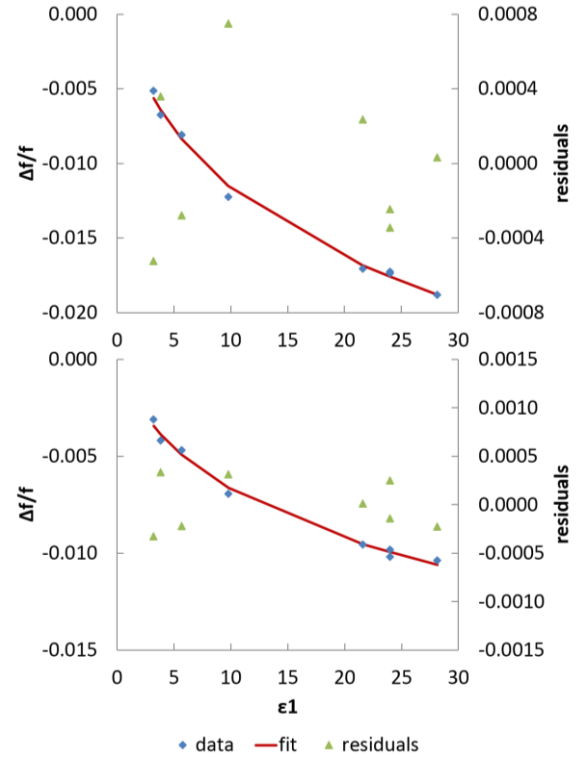 0.000 0.0008
-0.005 0.0004
Δf/f -0.010 0.0000 residuals
-0.015 -0.0004
-0.020 -0.0008
0 5 10 15 20 25 30
0.000 0.0015
0.0010
-0.005 0.0005
Δf/f 0.0000 residuals
-0.010 -0.0005
-0.0010
-0.015 -0.0015
0 5 10 15 20 25 30
ε1
data fit residuals